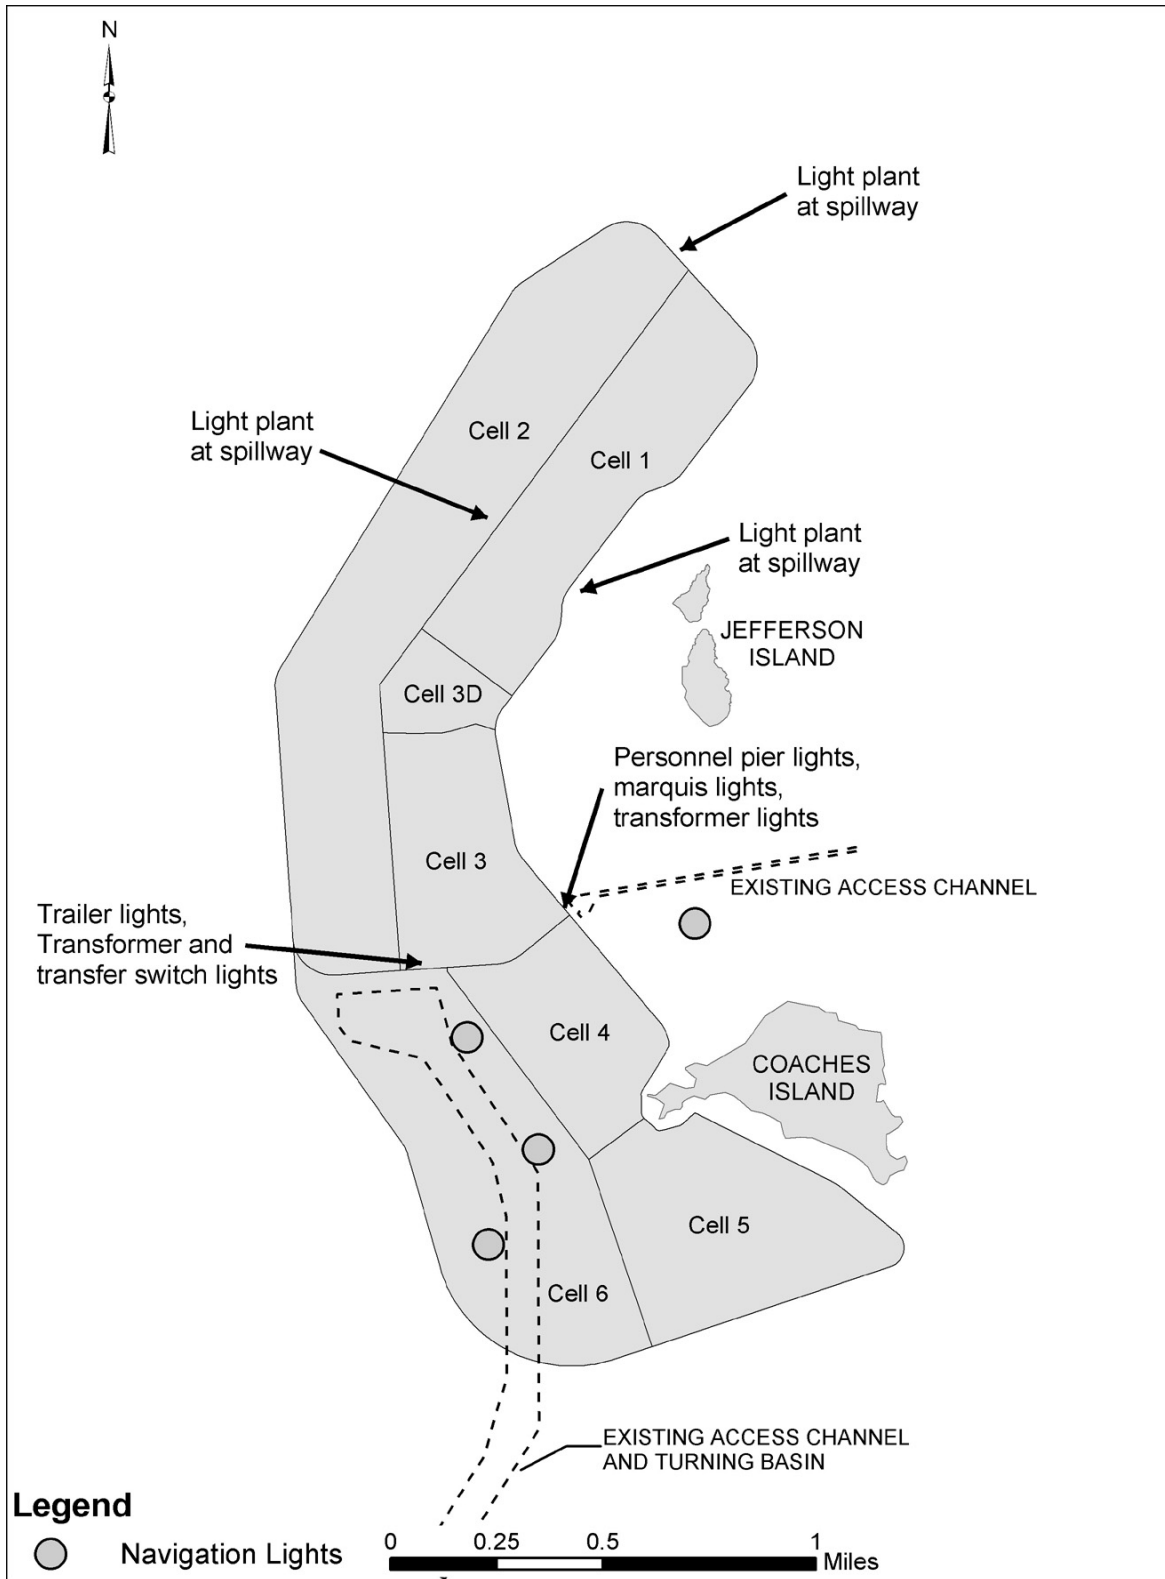 N
Light plant
at spillway
Light plant
at spillway
Cell 2
Cell 1
Light plant
at spillway
JEFFERSON
ISLAND
Cell 3D
Personnel pier lights,
marquis lights,
transformer lights
Cell 3
EXISTING ACCESS CHANNEL
Trailer lights,
Transformer and
transfer switch lights
Cell 4
COACHES
ISLAND
Cell 5
Cell 6
EXISTING ACCESS CHANNEL
AND TURNING BASIN
Legend
Navigation Lights
0 0.25 0.5 1
Miles